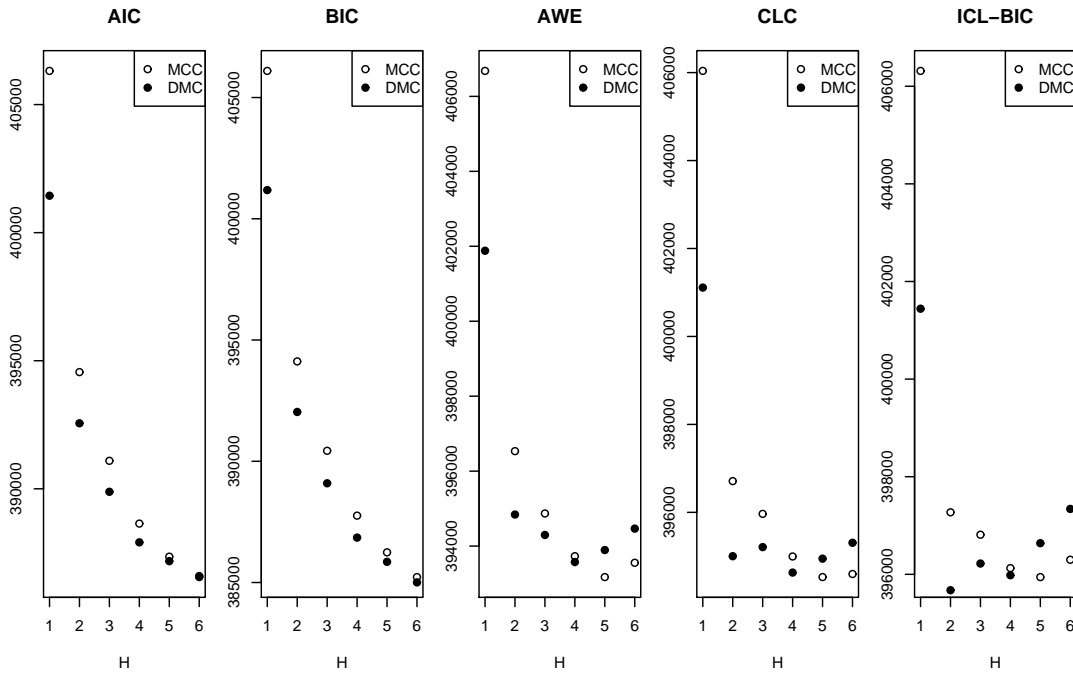 AIC
MCC
DMC
405000
400000
395000
390000
1 2 3 4 5 6
H
BIC
MCC
DMC
405000
400000
395000
390000
385000
1 2 3 4 5 6
H
AWE
MCC
DMC
406000
404000
402000
400000
398000
396000
394000
1 2 3 4 5 6
H
CLC
MCC
DMC
406000
404000
402000
400000
398000
396000
1 2 3 4 5 6
H
ICL−BIC
MCC
DMC
406000
404000
402000
400000
398000
396000
1 2 3 4 5 6
H